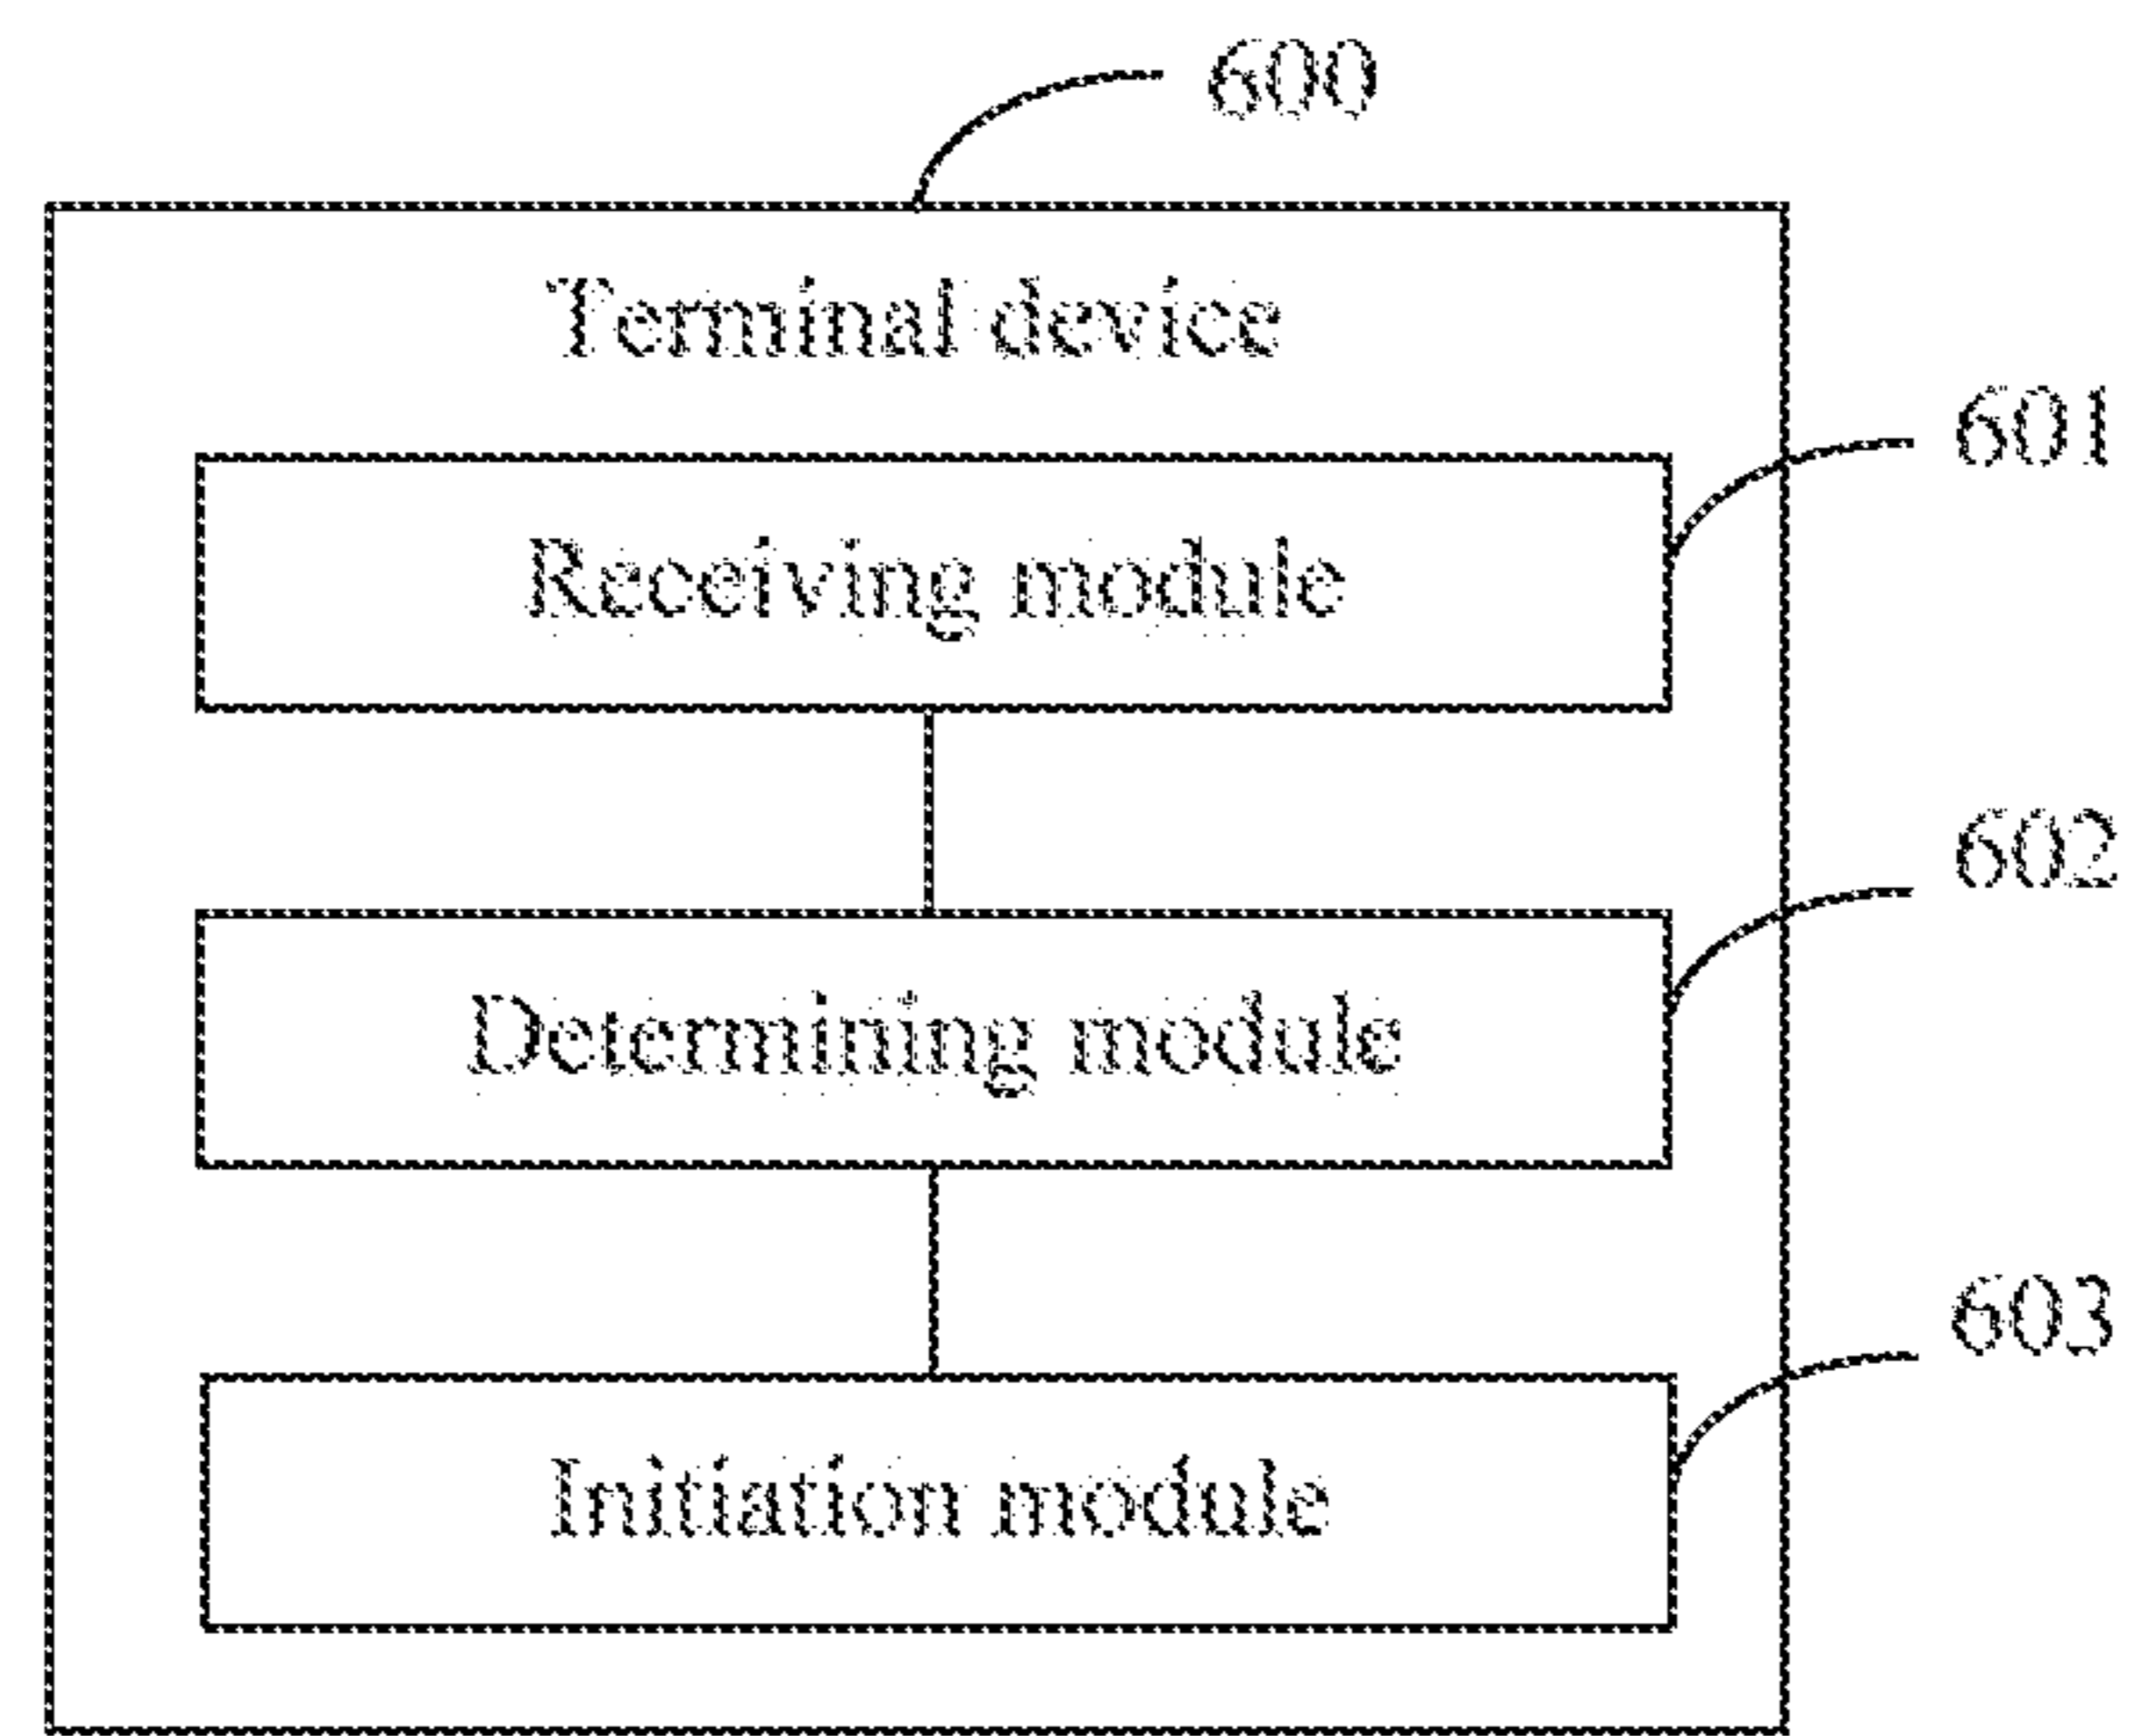 600
Terminal device
601
Receiving module
602
Determining module
603
Initiation module